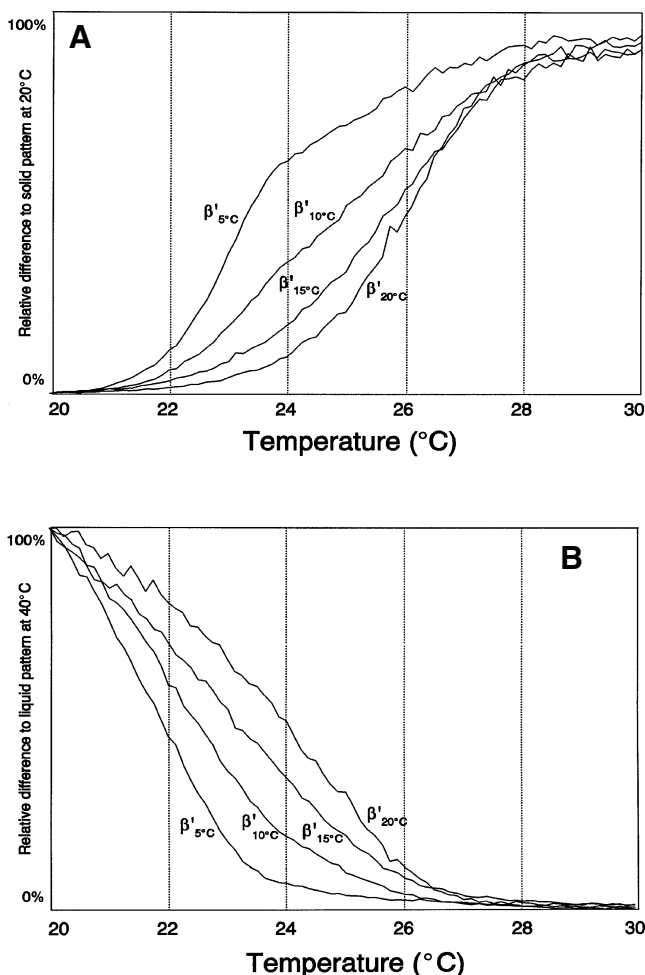 100%
A
Relative difference to solid pattern at 20°C
β'5°C
β'10°C
β'15°C
β'20°C
0%
20 22 24 26 28 30
Temperature (°C)
100%
B
Relative difference to liquid pattern at 40°C
β'20°C
β'5°C
β'10°C
β'15°C
0%
20 22 24 26 28 30
Temperature (°C)